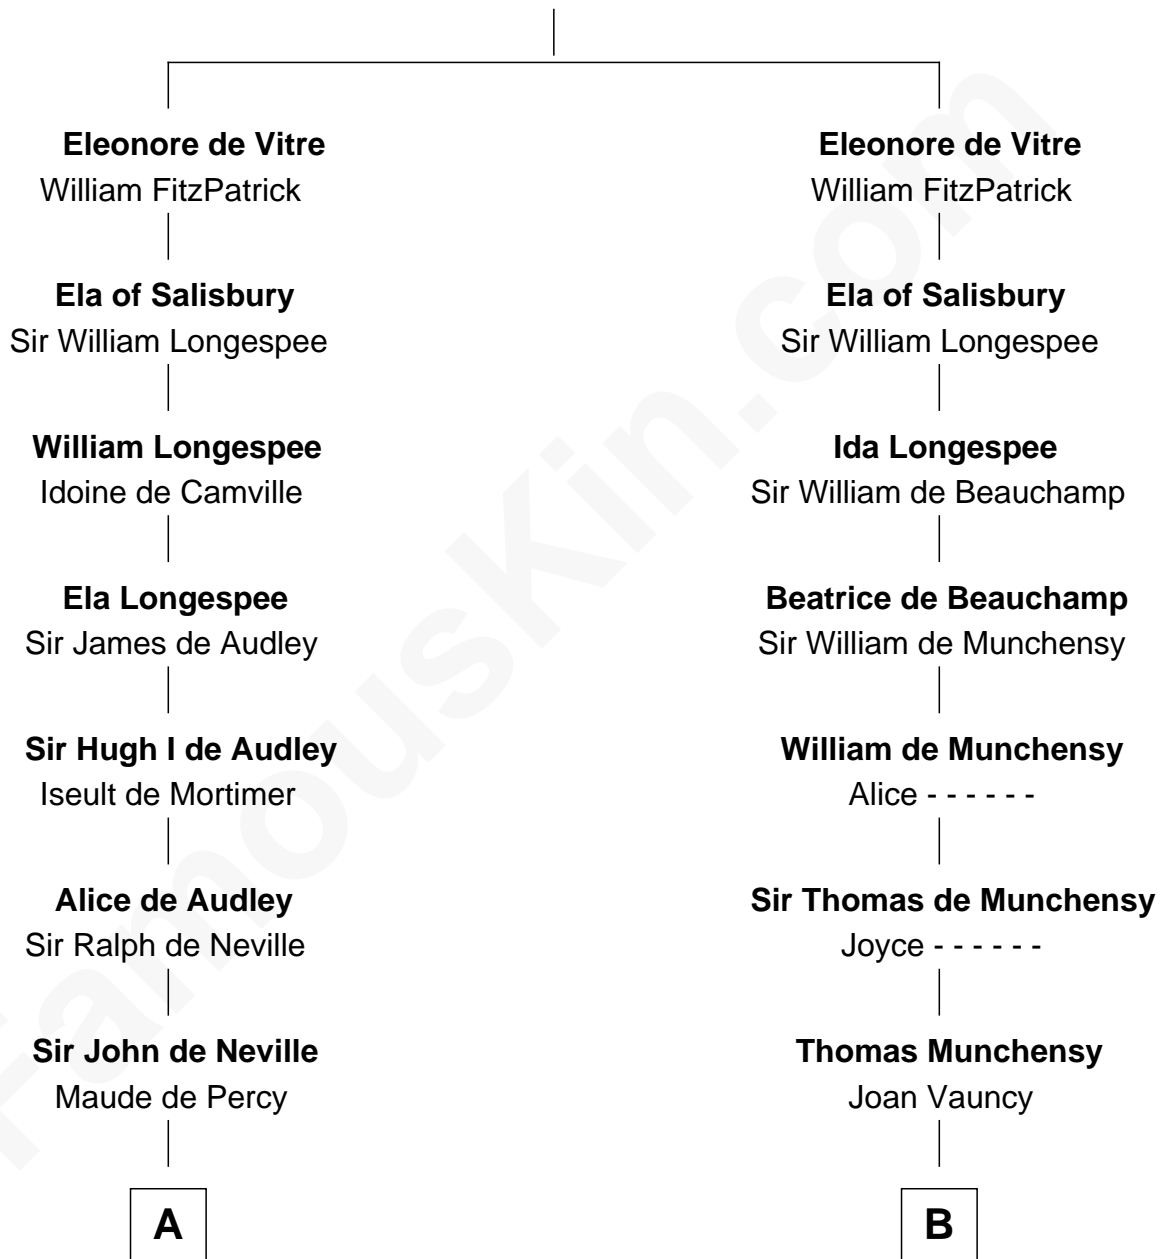 Eleonore de Vitre
William FitzPatrick
Ela of Salisbury
Sir William Longespee
William Longespee
Idoine de Camville
Ela Longespee
Sir James de Audley
Sir Hugh I de Audley
Iseult de Mortimer
Alice de Audley
Sir Ralph de Neville
Sir John de Neville
Maude de Percy
A
Eleonore de Vitre
William FitzPatrick
Ela of Salisbury
Sir William Longespee
Ida Longespee
Sir William de Beauchamp
Beatrice de Beauchamp
Sir William de Munchensy
William de Munchensy
Alice - - - - - -
Sir Thomas de Munchensy
Joyce - - - - - -
Thomas Munchensy
Joan Vauncy
B
FamousKin.com